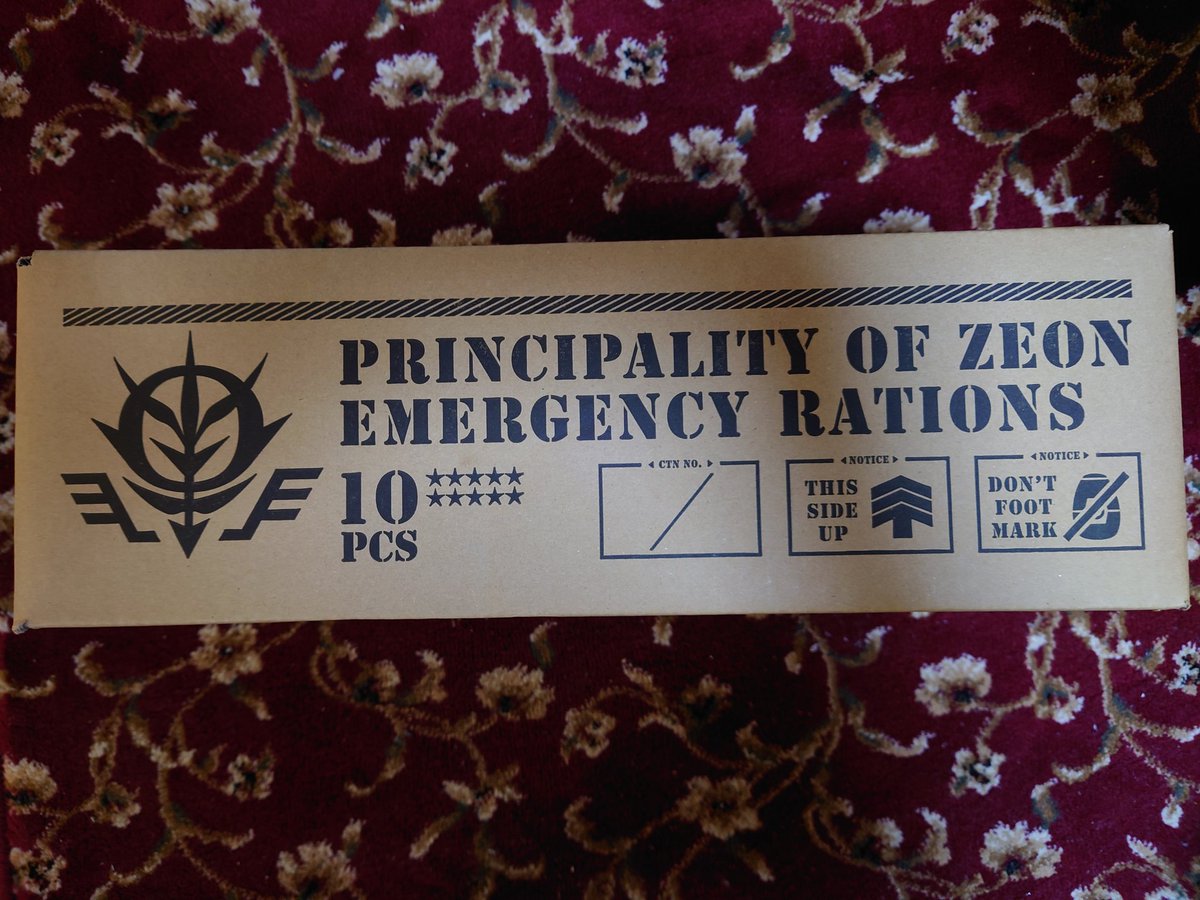 PRINCIPALITY OF ZEON
EMERGENCY RATIONS
10
PCS
CTN NO.
NOTICE
THIS
SIDE
UP
NOTICE
DON'T
FOOT
MARK